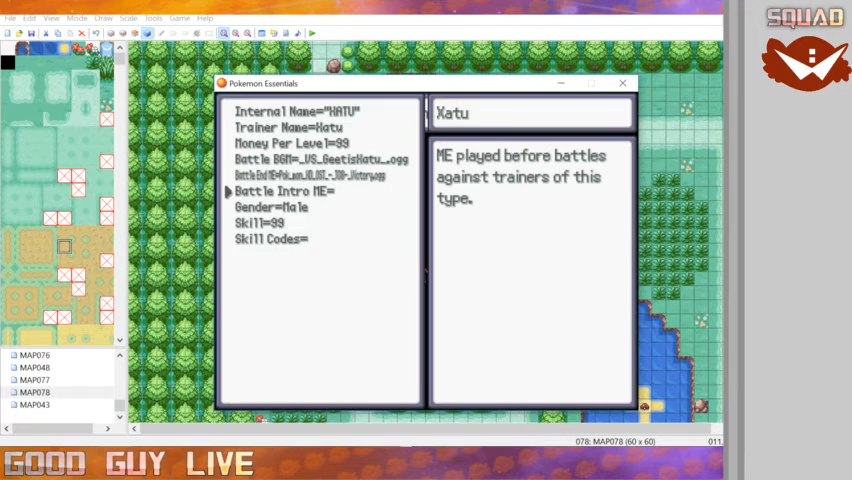 File Edit View Mode Draw Scale Tools Game Help
SQUAD
Pokemon Essentials
Internal Name="XATU"
Trainer Name=Xatu
Money Per Level=99
Battle BGM=_VS_GeetisXatu_.ogg
Battle Intro ME=
Gender=Male
Skill=99
Skill Codes=
Xatu
ME played before battles
against trainers of this
type.
MAP076
MAP048
MAP077
MAP078
MAP043
078: MAP078 (60 x 60)
011,
GOOD GUY LIVE